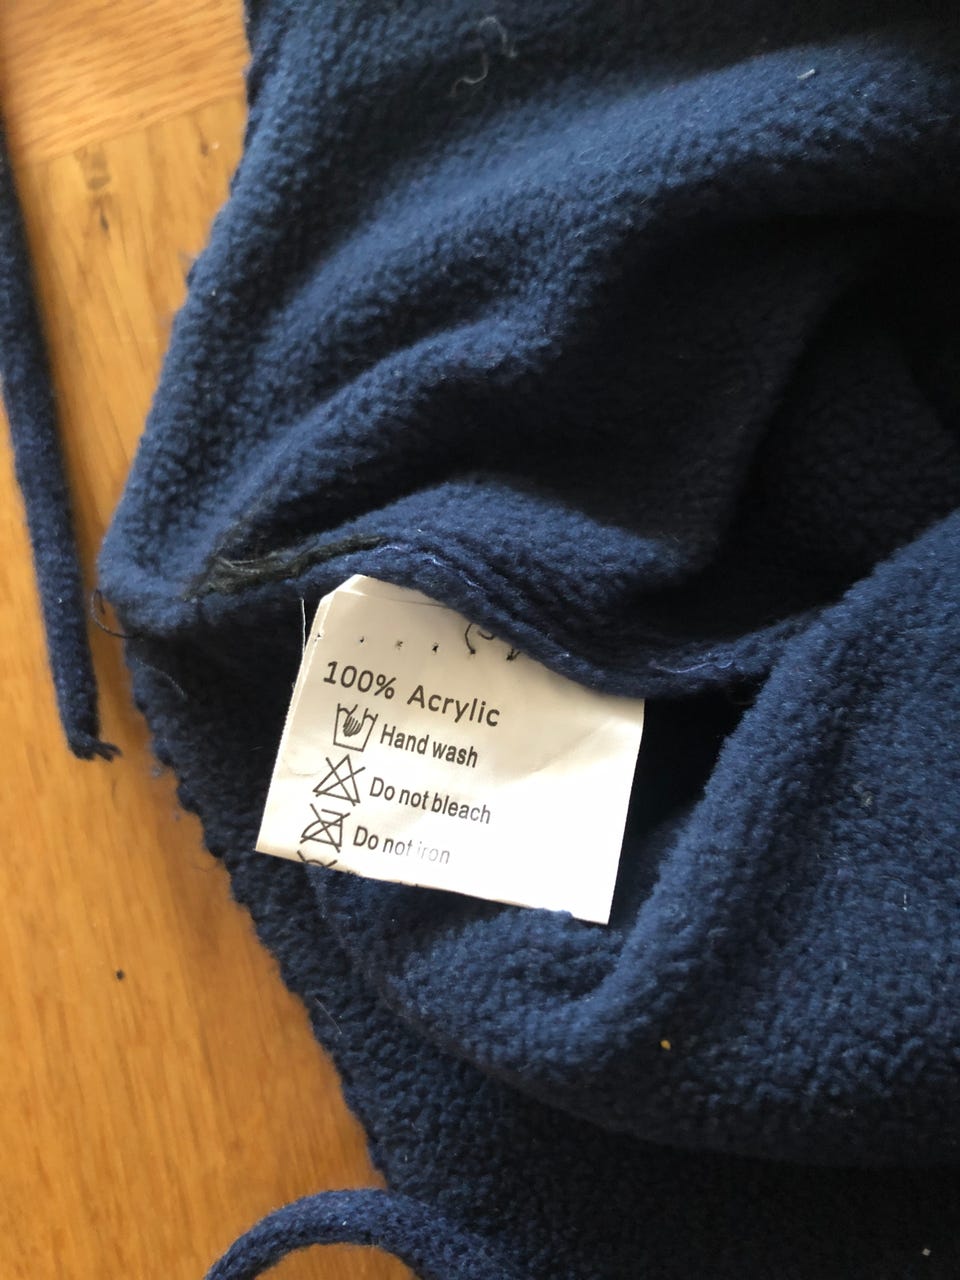 100% Acrylic
Hand wash
Do not bleach
Do not iron